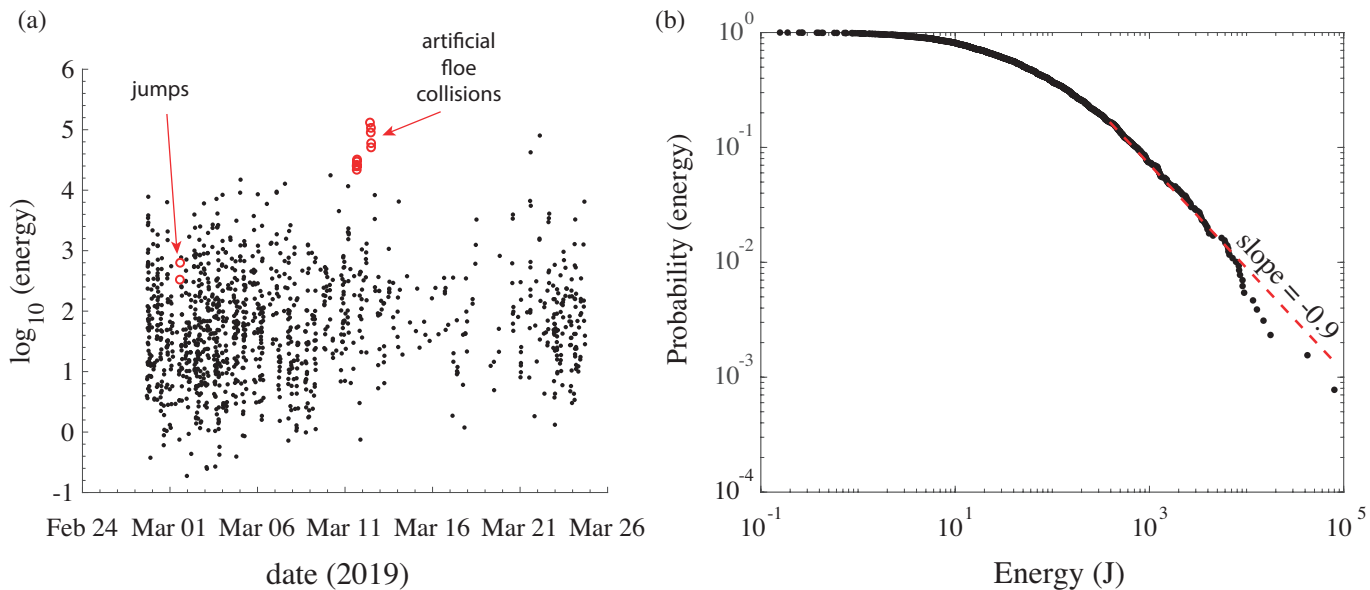 (a)
jumps
artificial
floe
collisions
log10 (energy)
6
5
4
3
2
1
0
-1
Feb 24 Mar 01 Mar 06 Mar 11 Mar 16 Mar 21 Mar 26
date (2019)
(b)
Probability (energy)
10^0
10^-1
10^-2
10^-3
10^-4
slope = -0.9
10^-1 10^1 10^3 10^5
Energy (J)